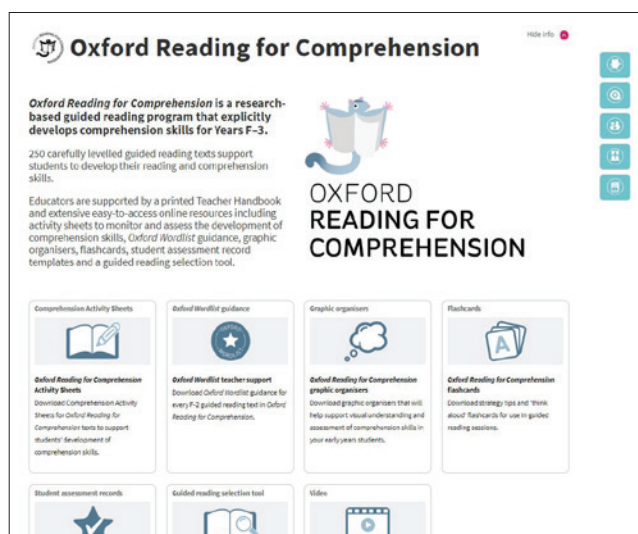 Hide info
Oxford Reading for Comprehension
Oxford Reading for Comprehension is a research-
based guided reading program that explicitly
develops comprehension skills for Years F–3.
250 carefully levelled guided reading texts support
students to develop their reading and comprehension
skills.
Educators are supported by a printed Teacher Handbook
and extensive easy-to-access online resources including
activity sheets to monitor and assess the development of
comprehension skills, Oxford Wordlist guidance, graphic
organisers, flashcards, student assessment record
templates and a guided reading selection tool.
OXFORD
READING FOR
COMPREHENSION
Comprehension Activity Sheets
Oxford Reading for Comprehension
Activity Sheets
Download Comprehension Activity
Sheets for Oxford Reading for
Comprehension texts to support
students' development of
comprehension skills.
Oxford Wordlist guidance
OXFORD
WORDLIST
Oxford Wordlist teacher support
Download Oxford Wordlist guidance for
every F-2 guided reading text in Oxford
Reading for Comprehension.
Graphic organisers
Oxford Reading for Comprehension
graphic organisers
Download graphic organisers that will
help support visual understanding and
assessment of comprehension skills in
your early years students.
Flashcards
A
Oxford Reading for Comprehension
flashcards
Download strategy tips and 'think
aloud' flashcards for use in guided
reading sessions.
Student assessment records
Guided reading selection tool
Video